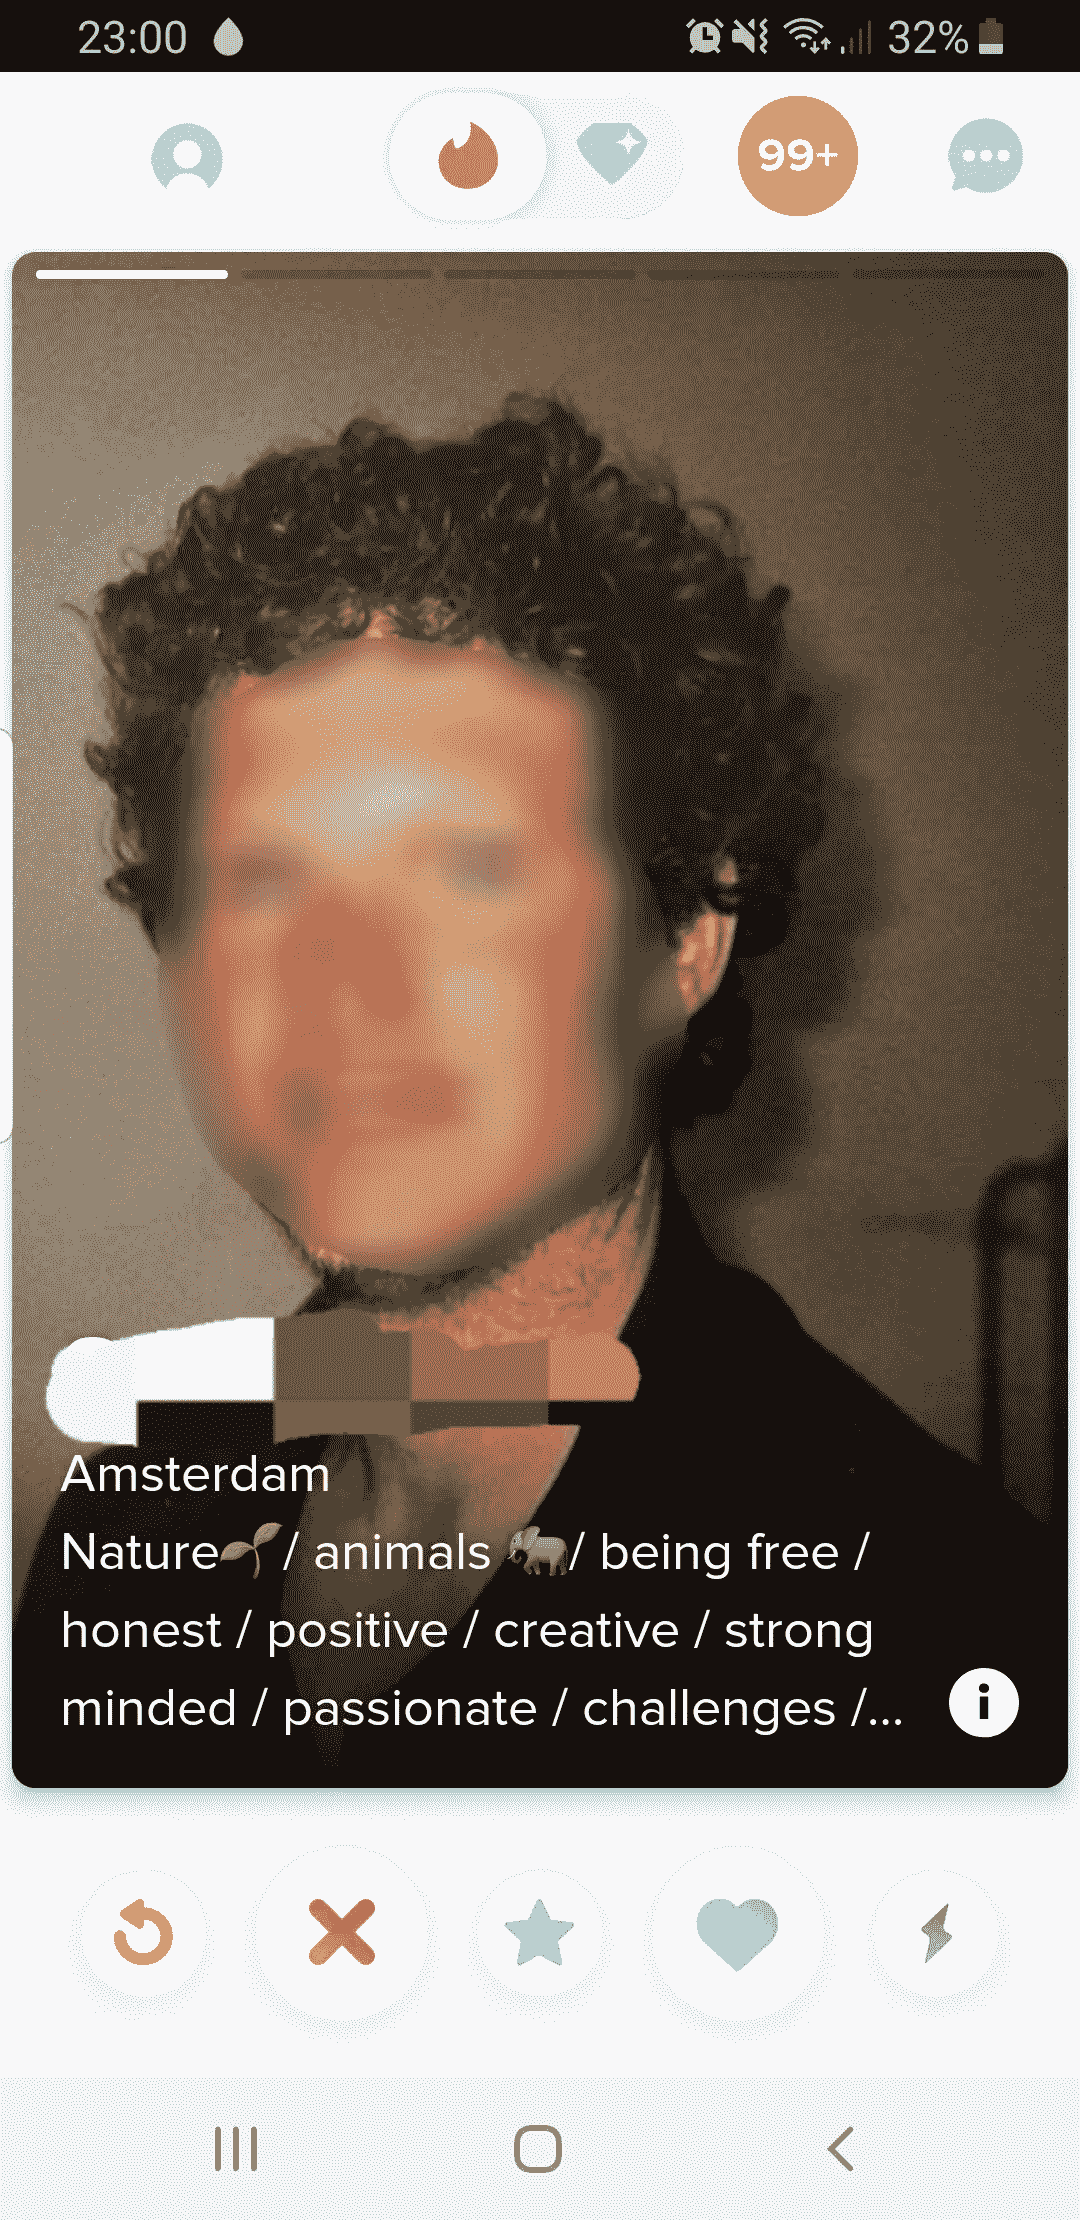 23:00
32%
99+
Amsterdam
Nature🌱/ animals 🐘/ being free /
honest / positive / creative / strong
minded / passionate / challenges /...